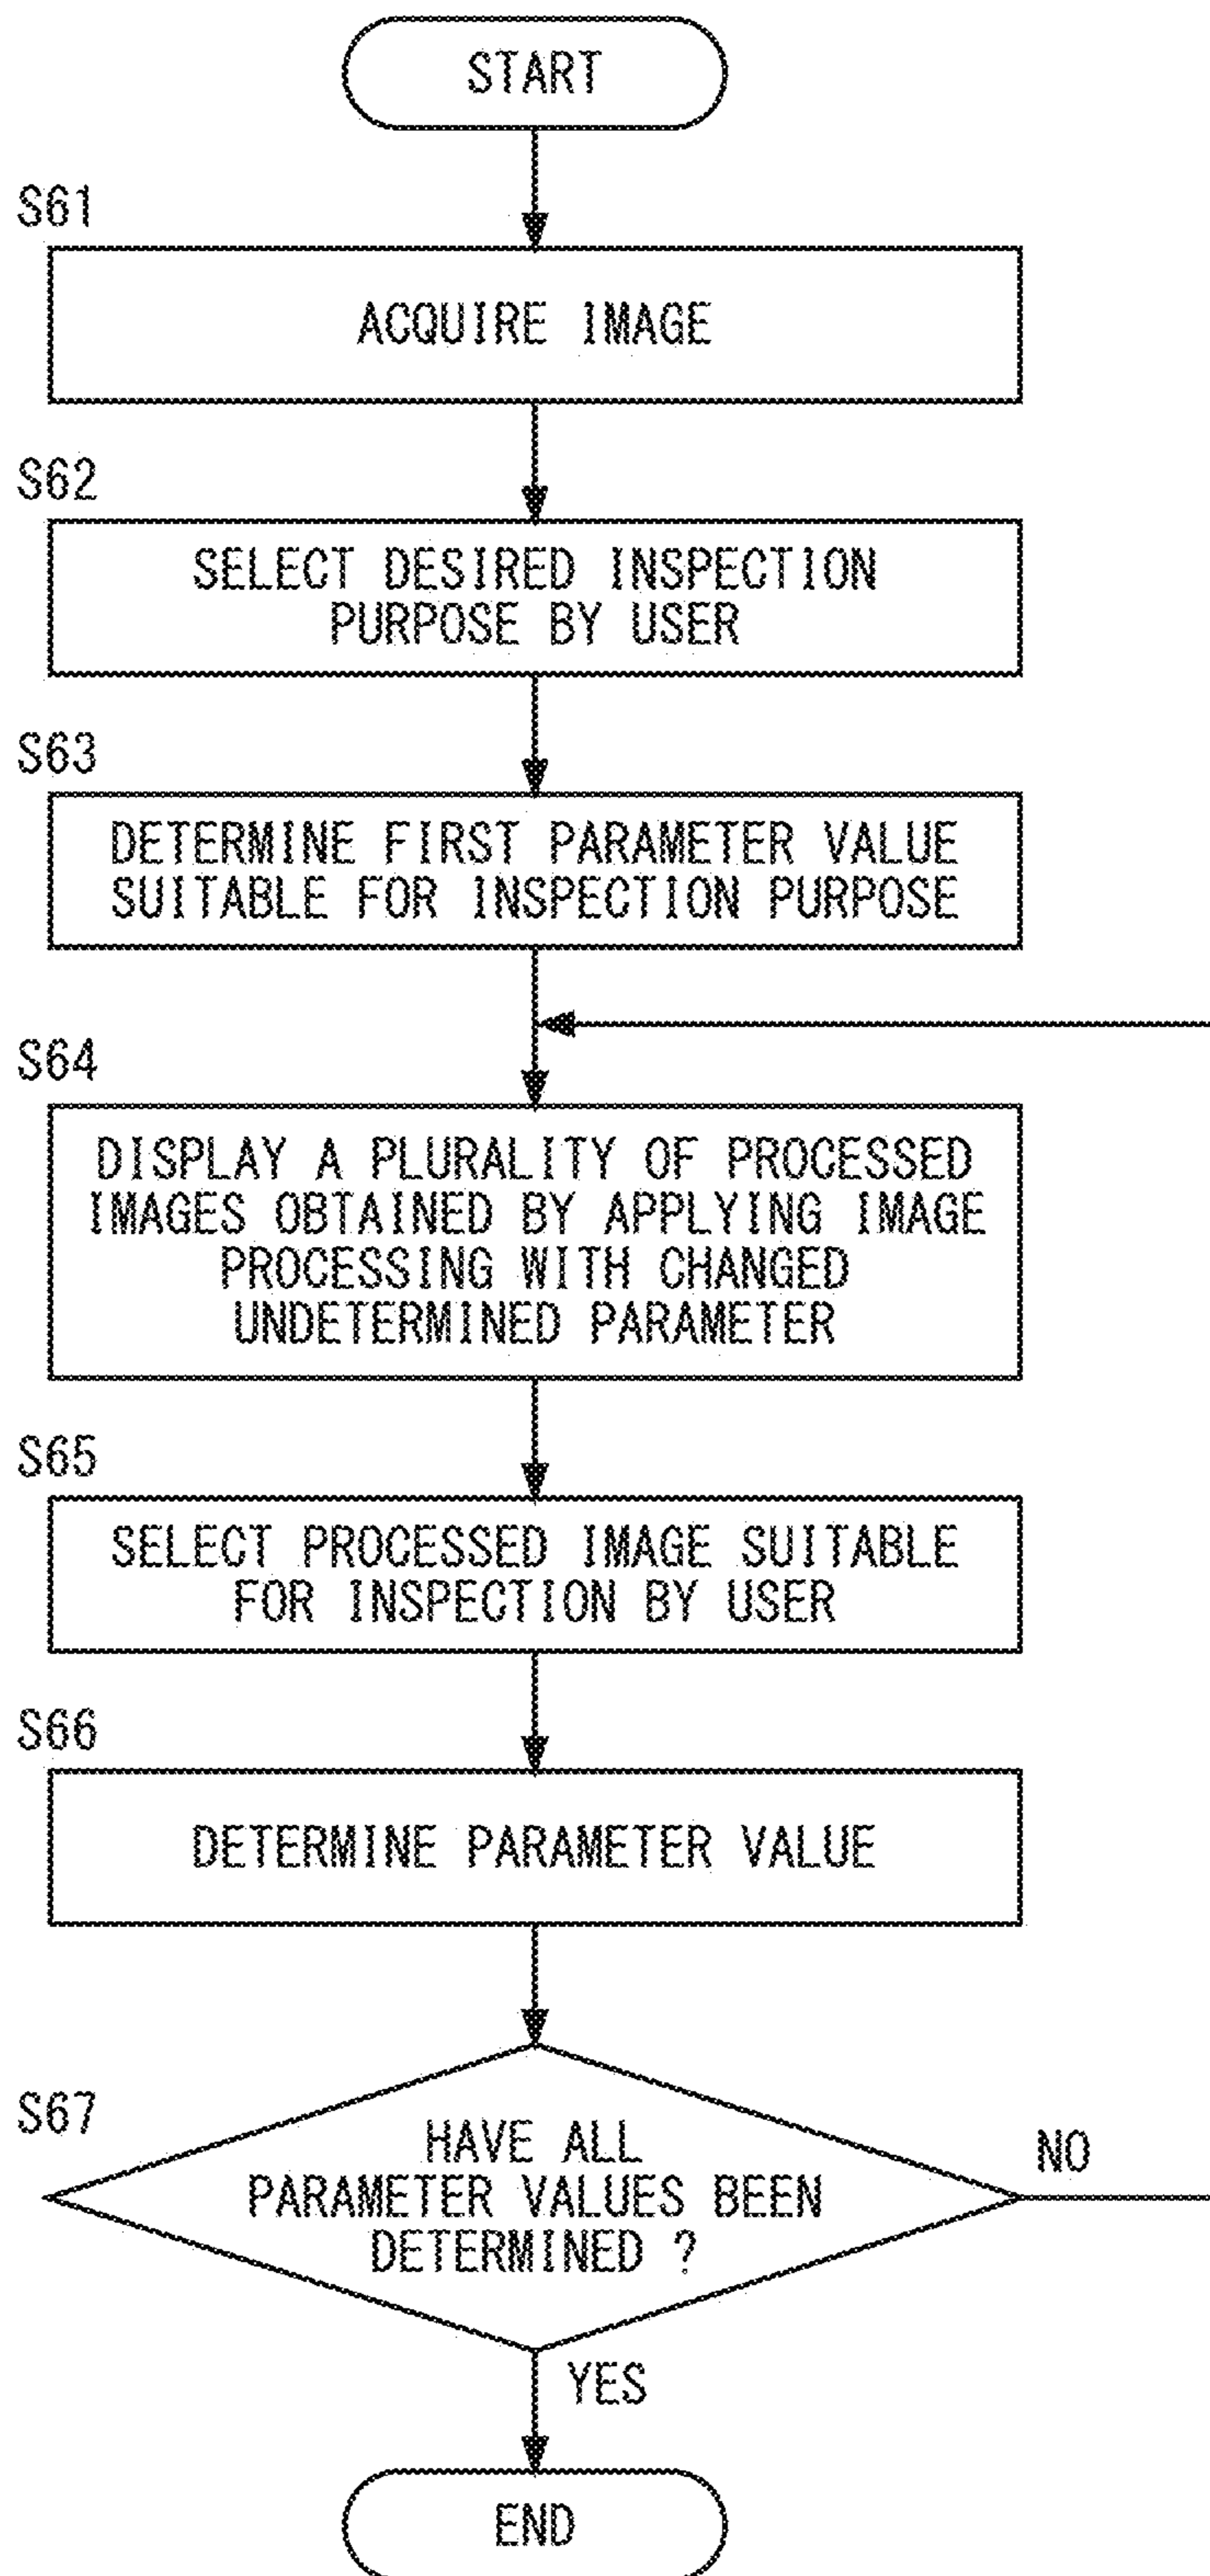 START
S61
ACQUIRE IMAGE
S62
SELECT DESIRED INSPECTION
PURPOSE BY USER
S63
DETERMINE FIRST PARAMETER VALUE
SUITABLE FOR INSPECTION PURPOSE
S64
DISPLAY A PLURALITY OF PROCESSED
IMAGES OBTAINED BY APPLYING IMAGE
PROCESSING WITH CHANGED
UNDETERMINED PARAMETER
S65
SELECT PROCESSED IMAGE SUITABLE
FOR INSPECTION BY USER
S66
DETERMINE PARAMETER VALUE
S67
HAVE ALL
PARAMETER VALUES BEEN
DETERMINED ?
NO
YES
END